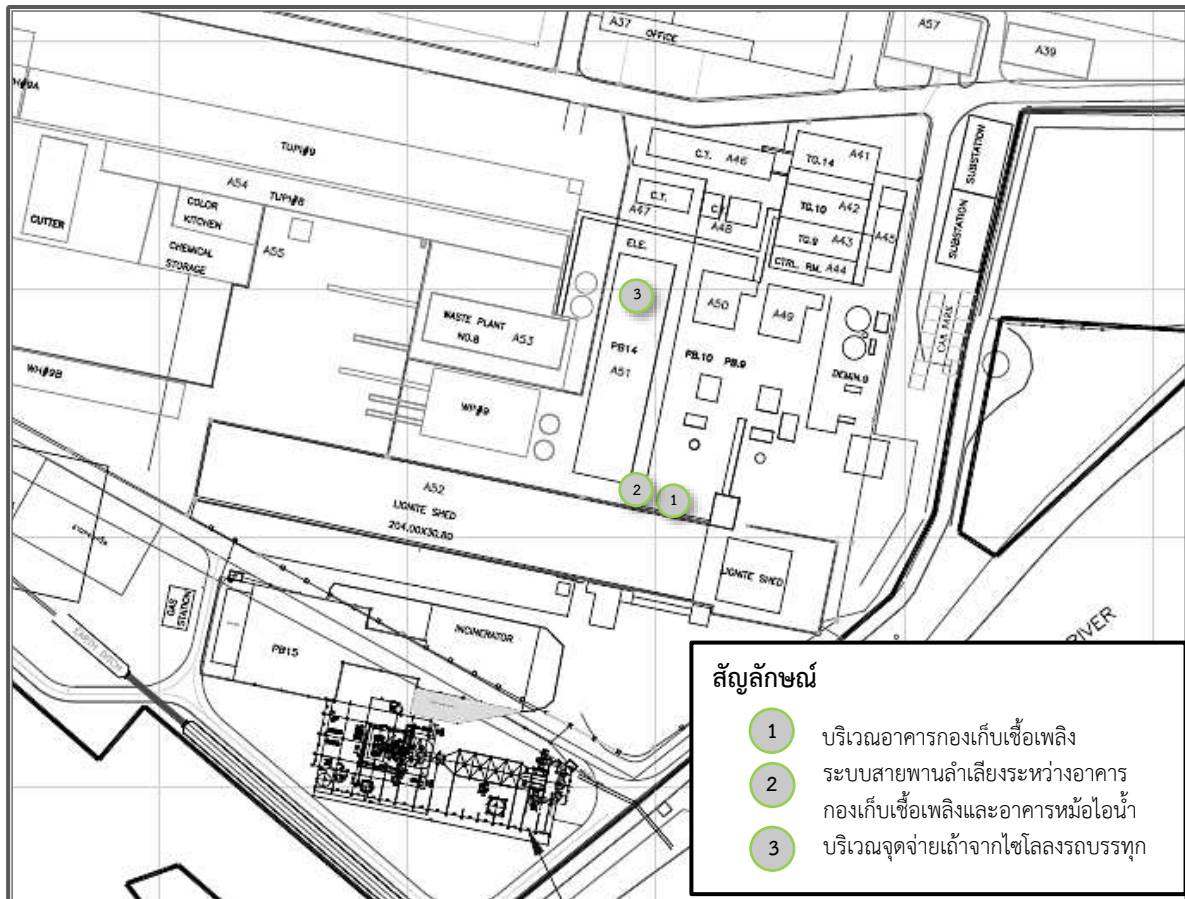 A37
OFFICE
A57
A39
TG.14
A41
C.T. A46
SUBSTATION
A54
C.T.
TG.10
A42
COLOR
KITCHEN
A47
A48
TG.9
A43
A45
SUBSTATION
CUTTER
CHEMICAL
STORAGE
A55
ELE.
CTRL. RM. A44
3
A50
A49
WASTE PLANT
NO.8
A53
PB14
A51
PB.10
PB.9
CAR PARK
DEMIN.9
A52
LIGNITE SHED
204.00X30.80
2
1
LIGNITE SHED
GAS
STATION
INCINERATOR
EARTH DITCH
PB15
RIVER
สัญลักษณ์
1 บริเวณอาคารกองเก็บเชื้อเพลิง
2 ระบบสายพานลำเลียงระหว่างอาคาร
กองเก็บเชื้อเพลิงและอาคารหม้อไอน้ำ
3 บริเวณจุดจ่ายเถ้าจากไซโลลงรถบรรทุก